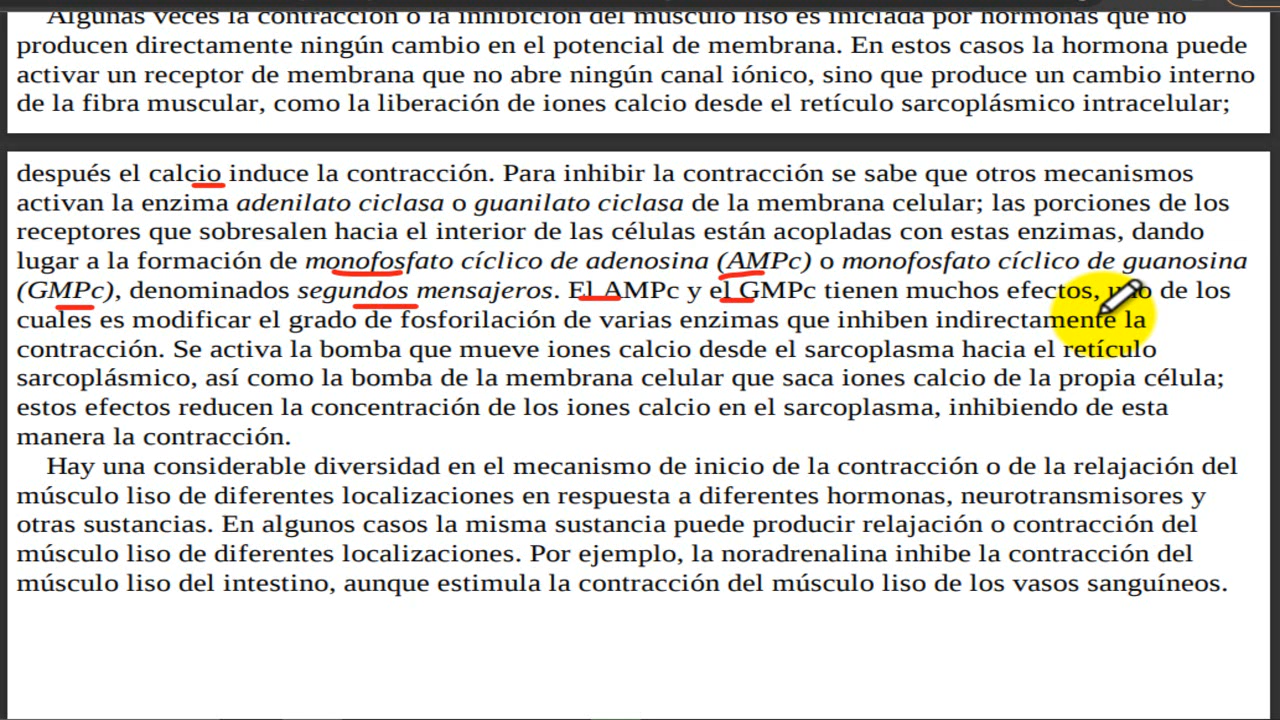 Algunas veces la contracción o la inhibición del músculo liso es iniciada por hormonas que no
producen directamente ningún cambio en el potencial de membrana. En estos casos la hormona puede
activar un receptor de membrana que no abre ningún canal iónico, sino que produce un cambio interno
de la fibra muscular, como la liberación de iones calcio desde el retículo sarcoplásmico intracelular;
después el calcio induce la contracción. Para inhibir la contracción se sabe que otros mecanismos
activan la enzima adenilato ciclasa o guanilato ciclasa de la membrana celular; las porciones de los
receptores que sobresalen hacia el interior de las células están acopladas con estas enzimas, dando
lugar a la formación de monofosfato cíclico de adenosina (AMPc) o monofosfato cíclico de guanosina
(GMPc), denominados segundos mensajeros. El AMPc y el GMPc tienen muchos efectos, uno de los
cuales es modificar el grado de fosforilación de varias enzimas que inhiben indirectamente la
contracción. Se activa la bomba que mueve iones calcio desde el sarcoplasma hacia el retículo
sarcoplásmico, así como la bomba de la membrana celular que saca iones calcio de la propia célula;
estos efectos reducen la concentración de los iones calcio en el sarcoplasma, inhibiendo de esta
manera la contracción.
Hay una considerable diversidad en el mecanismo de inicio de la contracción o de la relajación del
músculo liso de diferentes localizaciones en respuesta a diferentes hormonas, neurotransmisores y
otras sustancias. En algunos casos la misma sustancia puede producir relajación o contracción del
músculo liso de diferentes localizaciones. Por ejemplo, la noradrenalina inhibe la contracción del
músculo liso del intestino, aunque estimula la contracción del músculo liso de los vasos sanguíneos.